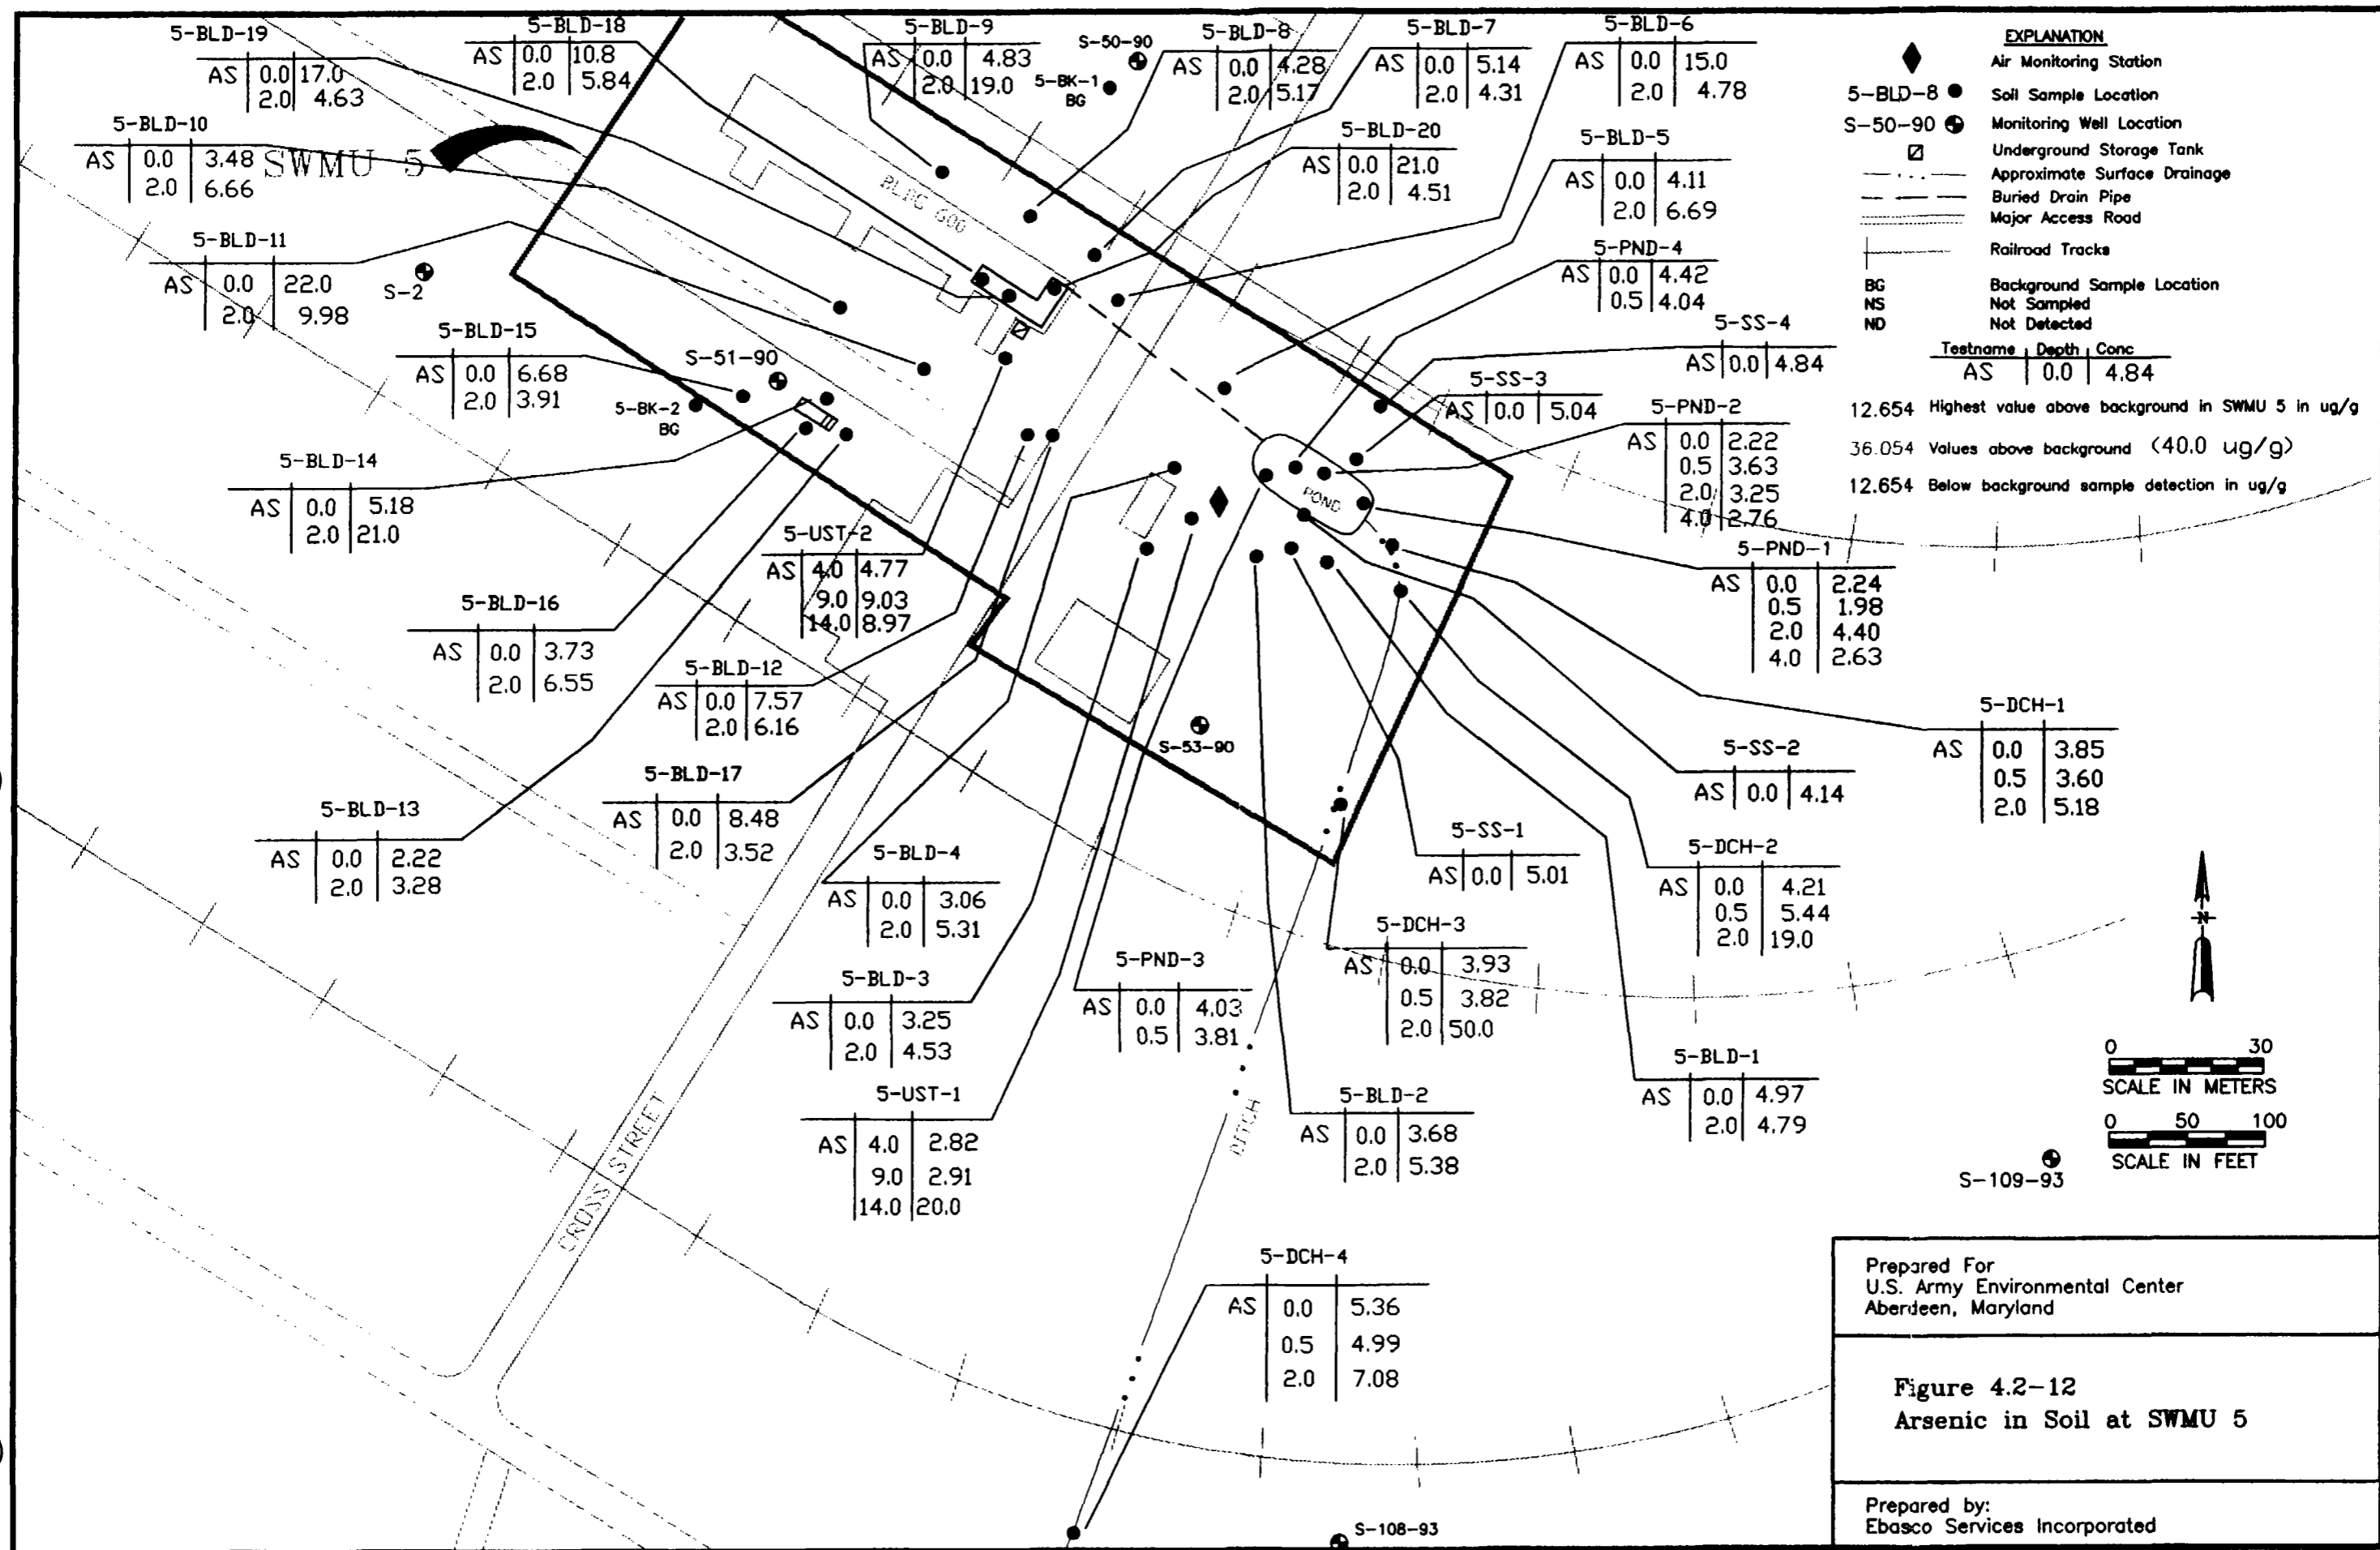 5-BLD-19
AS 0.0 17.0
2.0 4.63
5-BLD-18
AS 0.0 10.8
2.0 5.84
5-BLD-9
AS 0.0 4.83
2.0 19.0
S-50-90
5-BK-1
BG
5-BLD-8
AS 0.0 4.28
2.0 5.17
5-BLD-7
AS 0.0 5.14
2.0 4.31
5-BLD-6
AS 0.0 15.0
2.0 4.78
EXPLANATION
Air Monitoring Station
5-BLD-8 Soil Sample Location
S-50-90 Monitoring Well Location
Underground Storage Tank
Approximate Surface Drainage
Buried Drain Pipe
Major Access Road
Railroad Tracks
BG Background Sample Location
NS Not Sampled
ND Not Detected
Testname Depth Conc
AS 0.0 4.84
12.654 Highest value above background in SWMU 5 in ug/g
36.054 Values above background (40.0 ug/g)
12.654 Below background sample detection in ug/g
5-BLD-10
AS 0.0 3.48
2.0 6.66
SWMU 5
BLDG 600
5-BLD-20
AS 0.0 21.0
2.0 4.51
5-BLD-5
AS 0.0 4.11
2.0 6.69
5-BLD-11
AS 0.0 22.0
2.0 9.98
S-2
5-PND-4
AS 0.0 4.42
0.5 4.04
5-SS-4
AS 0.0 4.84
5-BLD-15
AS 0.0 6.68
2.0 3.91
S-51-90
5-BK-2
BG
5-SS-3
AS 0.0 5.04
5-PND-2
AS 0.0 2.22
0.5 3.63
2.0 3.25
4.0 2.76
5-BLD-14
AS 0.0 5.18
2.0 21.0
POND
5-UST-2
AS 4.0 4.77
9.0 9.03
14.0 8.97
5-PND-1
AS 0.0 2.24
0.5 1.98
2.0 4.40
4.0 2.63
5-BLD-16
AS 0.0 3.73
2.0 6.55
5-BLD-12
AS 0.0 7.57
2.0 6.16
S-53-90
5-DCH-1
AS 0.0 3.85
0.5 3.60
2.0 5.18
5-SS-2
AS 0.0 4.14
5-BLD-17
AS 0.0 8.48
2.0 3.52
5-BLD-13
AS 0.0 2.22
2.0 3.28
5-BLD-4
AS 0.0 3.06
2.0 5.31
5-SS-1
AS 0.0 5.01
5-DCH-2
AS 0.0 4.21
0.5 5.44
2.0 19.0
N
5-DCH-3
AS 0.0 3.93
0.5 3.82
2.0 50.0
5-PND-3
AS 0.0 4.03
0.5 3.81
5-BLD-3
AS 0.0 3.25
2.0 4.53
5-BLD-1
AS 0.0 4.97
2.0 4.79
0 30
SCALE IN METERS
0 50 100
SCALE IN FEET
5-UST-1
AS 4.0 2.82
9.0 2.91
14.0 20.0
5-BLD-2
AS 0.0 3.68
2.0 5.38
DITCH
CROSS STREET
S-109-93
5-DCH-4
AS 0.0 5.36
0.5 4.99
2.0 7.08
S-108-93
Prepared For
U.S. Army Environmental Center
Aberdeen, Maryland
Figure 4.2-12
Arsenic in Soil at SWMU 5
Prepared by:
Ebasco Services Incorporated